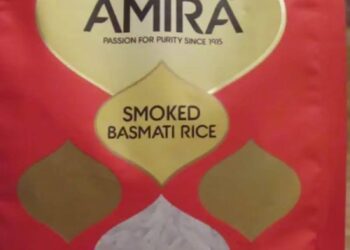 AMIRA
PASSION FOR PURITY SINCE 1915
SMOKED
BASMATI RICE